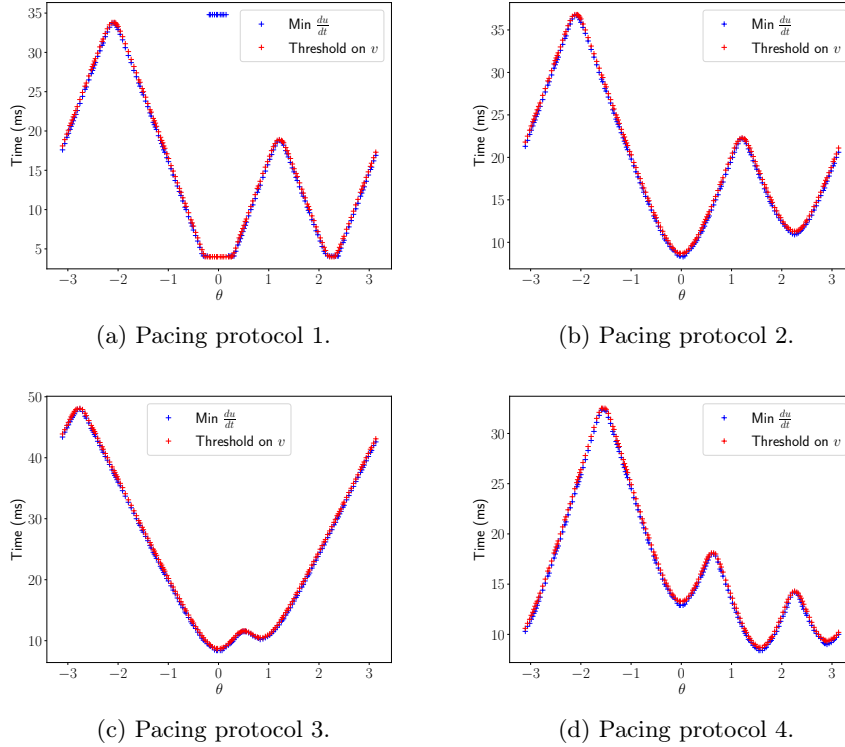 35
30
25
20
15
10
5
Time (ms)
−3 −2 −1 0 1 2 3
θ
Min du/dt
Threshold on v
(a) Pacing protocol 1.
35
30
25
20
15
10
Time (ms)
−3 −2 −1 0 1 2 3
θ
Min du/dt
Threshold on v
(b) Pacing protocol 2.
50
40
30
20
10
Time (ms)
−3 −2 −1 0 1 2 3
θ
Min du/dt
Threshold on v
(c) Pacing protocol 3.
30
25
20
15
10
Time (ms)
−3 −2 −1 0 1 2 3
θ
Min du/dt
Threshold on v
(d) Pacing protocol 4.